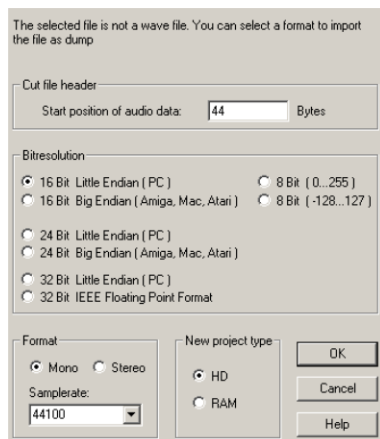 The selected file is not a wave file. You can select a format to import
the file as dump
Cut file header
Start position of audio data: 44 Bytes
Bitresolution
16 Bit Little Endian ( PC ) 8 Bit ( 0...255 )
16 Bit Big Endian ( Amiga, Mac, Atari ) 8 Bit ( -128...127 )
24 Bit Little Endian ( PC )
24 Bit Big Endian ( Amiga, Mac, Atari )
32 Bit Little Endian ( PC )
32 Bit IEEE Floating Point Format
Format
Mono Stereo
Samplerate:
44100
New project type
HD
RAM
OK
Cancel
Help